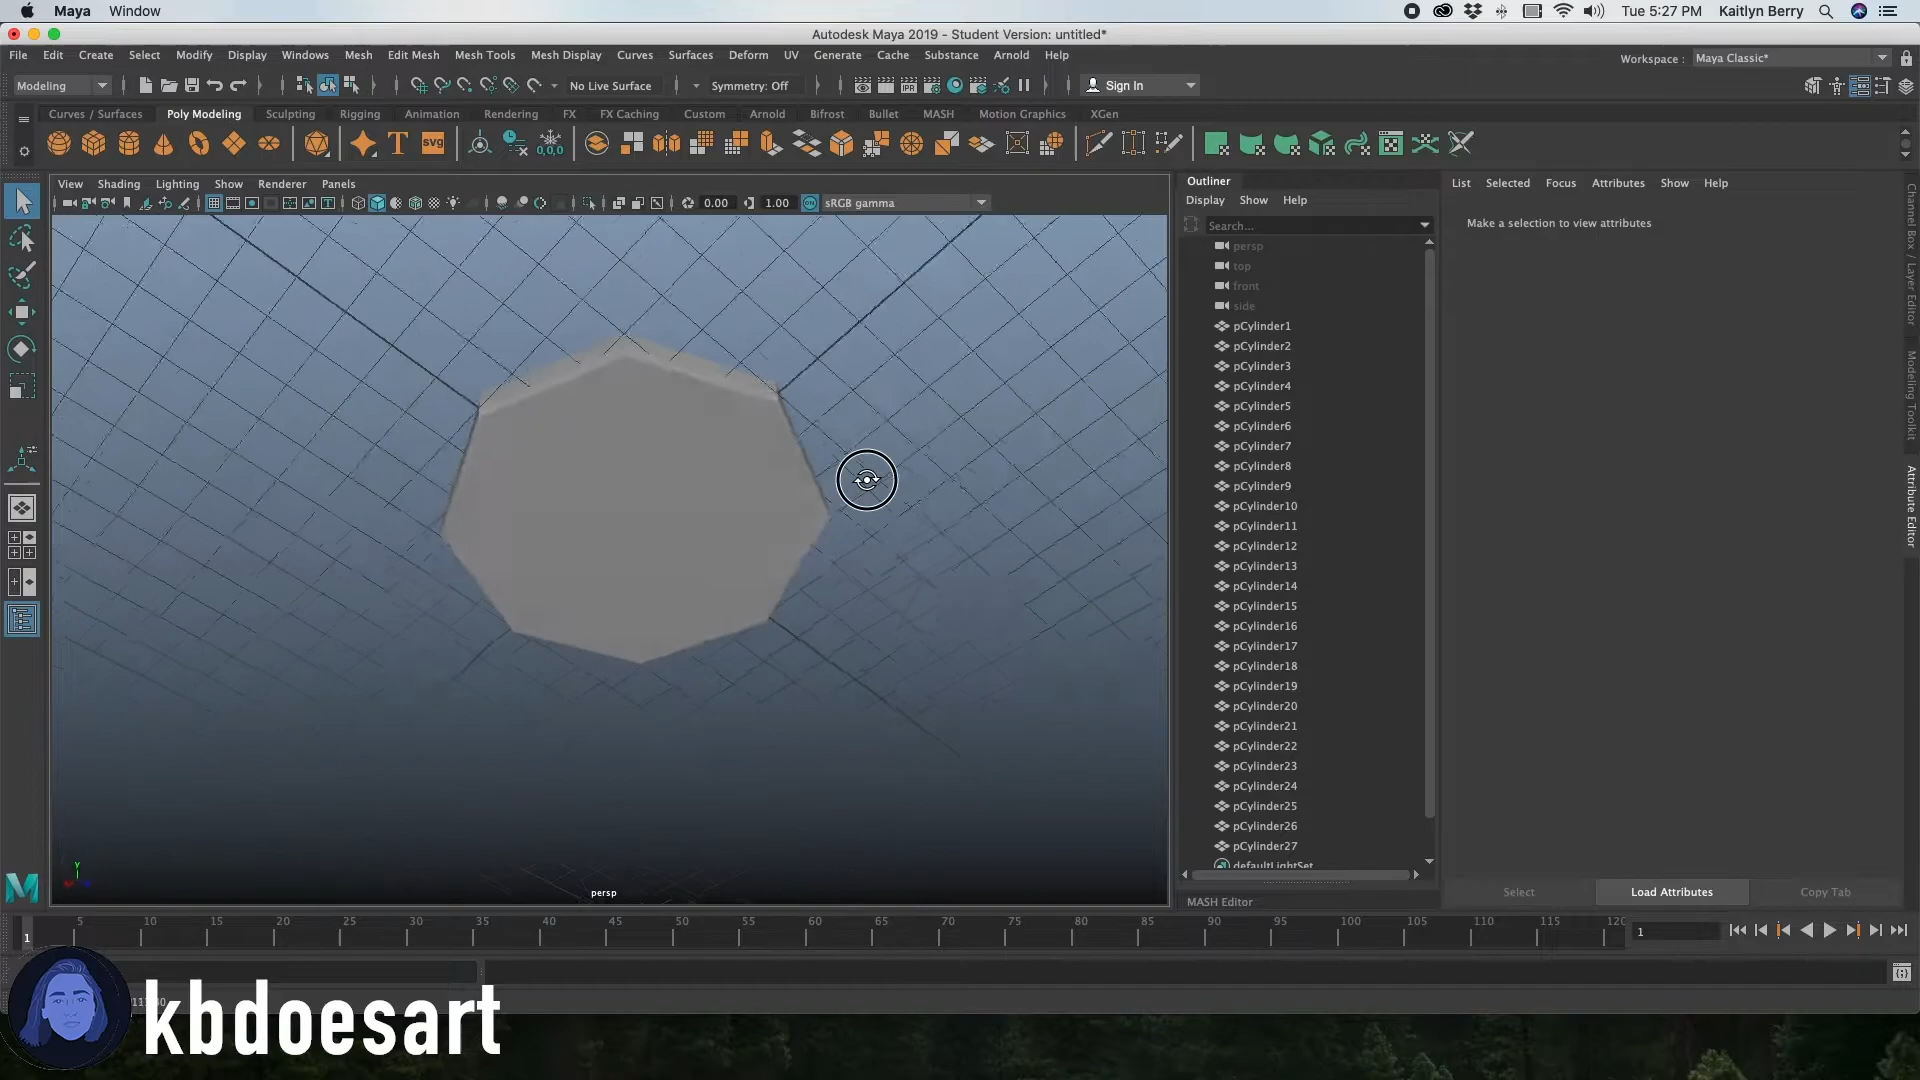 Maya Window Tue 5:27 PM Kaitlyn Berry
Autodesk Maya 2019 - Student Version: untitled*
File Edit Create Select Modify Display Windows Mesh Edit Mesh Mesh Tools Mesh Display Curves Surfaces Deform UV Generate Cache Substance Arnold Help
Workspace : Maya Classic*
Modeling No Live Surface Symmetry: Off Sign In
Curves / Surfaces Poly Modeling Sculpting Rigging Animation Rendering FX FX Caching Custom Arnold Bifrost Bullet MASH Motion Graphics XGen
View Shading Lighting Show Renderer Panels
0.00 1.00 sRGB gamma
Outliner
Display Show Help
Search...
persp
top
front
side
pCylinder1
pCylinder2
pCylinder3
pCylinder4
pCylinder5
pCylinder6
pCylinder7
pCylinder8
pCylinder9
pCylinder10
pCylinder11
pCylinder12
pCylinder13
pCylinder14
pCylinder15
pCylinder16
pCylinder17
pCylinder18
pCylinder19
pCylinder20
pCylinder21
pCylinder22
pCylinder23
pCylinder24
pCylinder25
pCylinder26
pCylinder27
defaultLightSet
MASH Editor
List Selected Focus Attributes Show Help
Make a selection to view attributes
Select Load Attributes Copy Tab
Channel Box / Layer Editor
Modeling Toolkit
Attribute Editor
persp
Y
5 10 15 20 25 30 35 40 45 50 55 60 65 70 75 80 85 90 95 100 105 110 115 120
1
1
kbdoesart